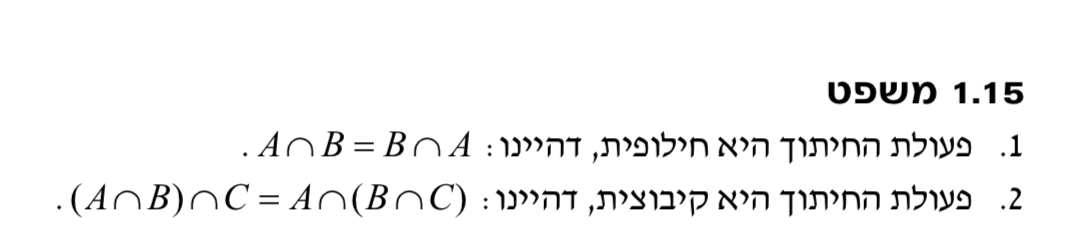 1.15 משפט
1. פעולת החיתוך היא חילופית, דהיינו: A∩B = B∩A .
2. פעולת החיתוך היא קיבוצית, דהיינו: (A∩B)∩C = A∩(B∩C) .